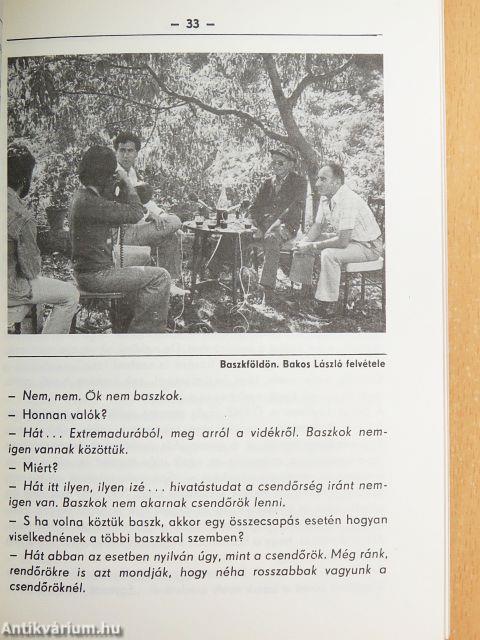 – 33 –
Baszkföldön. Bakos László felvétele
– Nem, nem. Ők nem baszkok.
– Honnan valók?
– Hát... Extremadurából, meg arról a vidékről. Baszkok nem-
igen vannak közöttük.
– Miért?
– Hát itt ilyen, ilyen izé... hivatástudat a csendőrség iránt nem-
igen van. Baszkok nem akarnak csendőrök lenni.
– S ha volna köztük baszk, akkor egy összecsapás esetén hogyan
viselkednének a többi baszkkal szemben?
– Hát abban az esetben nyilván úgy, mint a csendőrök. Még ránk,
rendőrökre is azt mondják, hogy néha rosszabbak vagyunk a
csendőröknél.
Antikvárium.hu